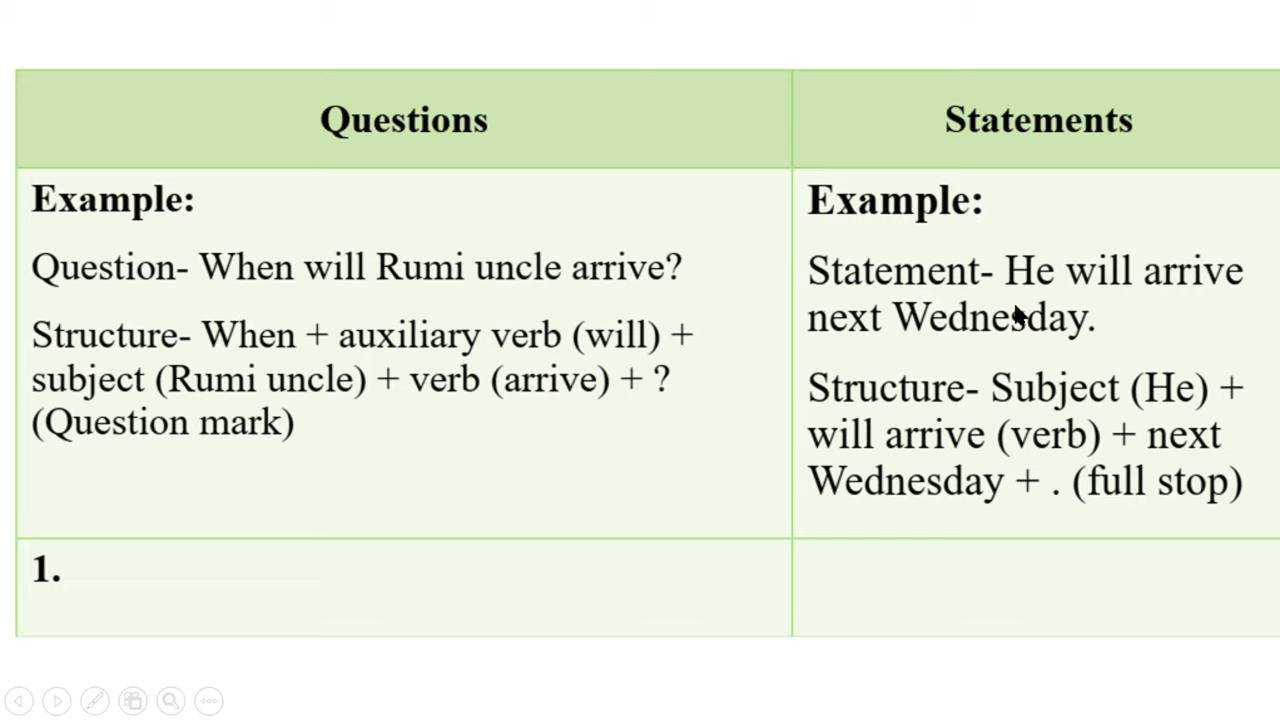 Questions
Statements
Example:
Question- When will Rumi uncle arrive?
Structure- When + auxiliary verb (will) +
subject (Rumi uncle) + verb (arrive) + ?
(Question mark)
Example:
Statement- He will arrive
next Wednesday.
Structure- Subject (He) +
will arrive (verb) + next
Wednesday + . (full stop)
1.